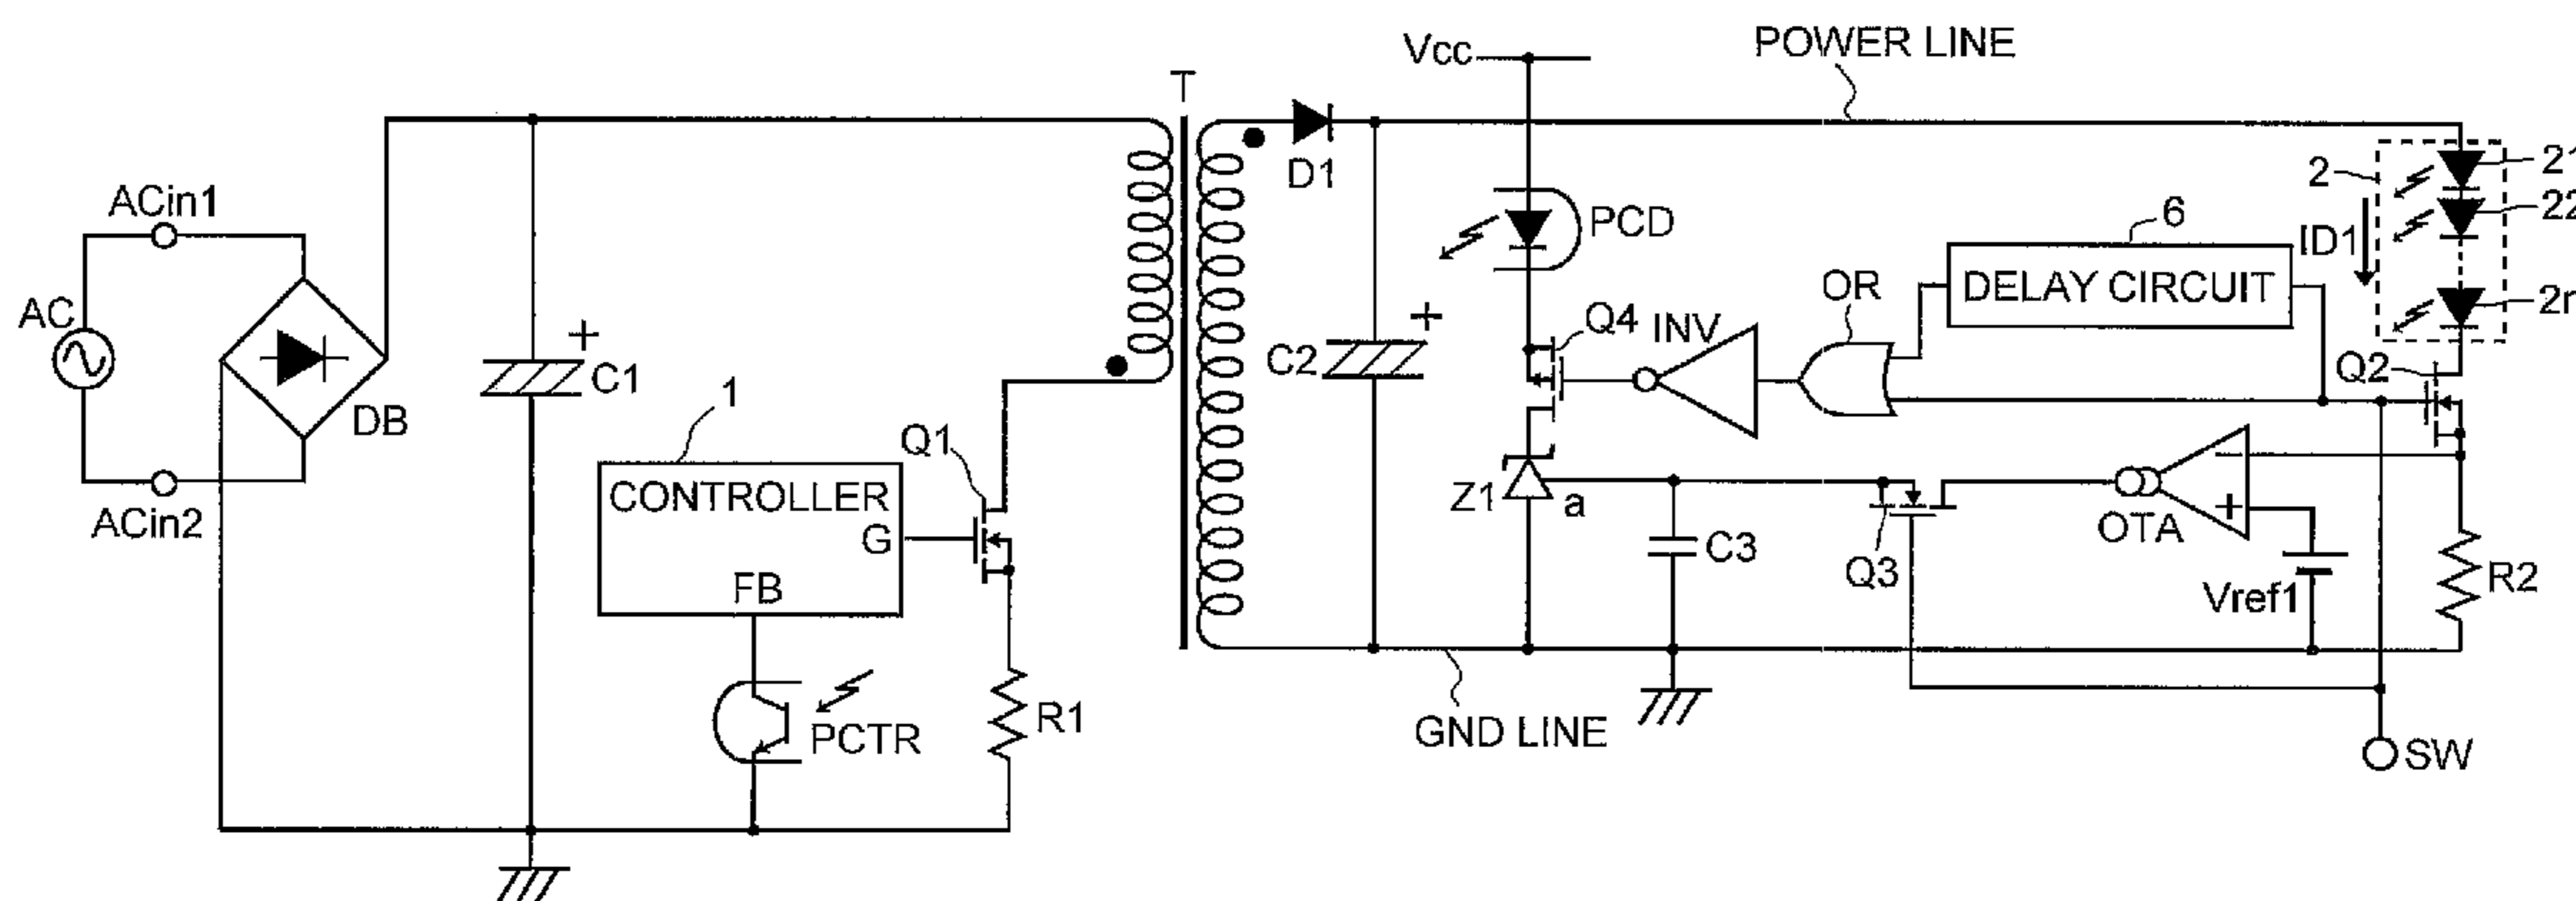 Vcc
POWER LINE
T
D1
2
21
22
2n
ACin1
PCD
6
ID1
OR
DELAY CIRCUIT
AC
Q4
INV
C2
+
+
C1
Q2
DB
1
Q1
CONTROLLER
G
FB
ACin2
Z1
a
C3
Q3
OTA
−
+
Vref1
R2
PCTR
R1
GND LINE
SW